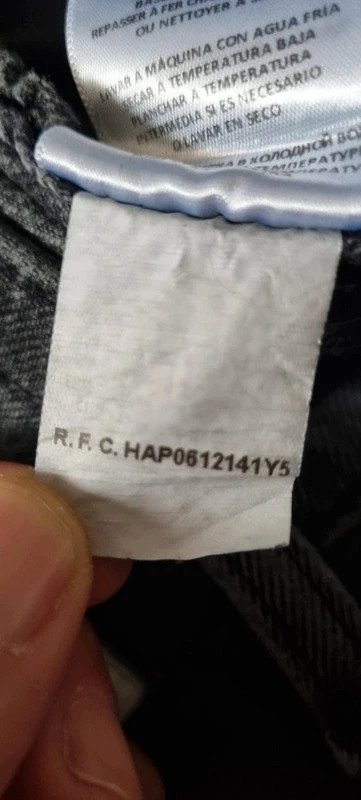 REPASSER À FER
OU NETTOYER À
LAVAR A MÁQUINA CON AGUA FRÍA
SECAR A TEMPERATURA BAJA
PLANCHAR A TEMPERATURA
INTERMEDIA SI ES NECESARIO
O LAVAR EN SECO
В ХОЛОДНОЙ
R. F. C. HAP0612141Y5